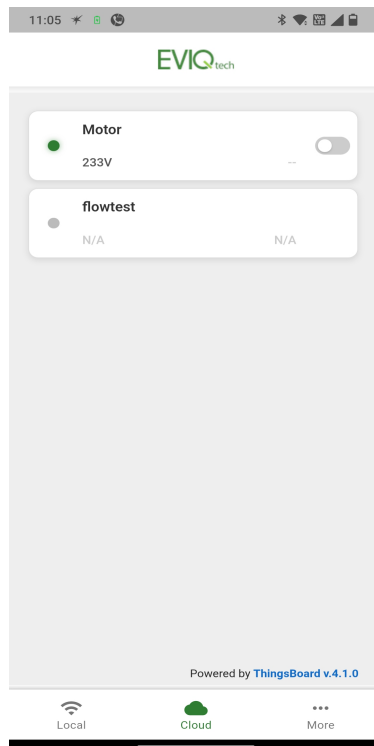 11:05
EVIQtech
Motor
233V --
flowtest
N/A N/A
Powered by ThingsBoard v.4.1.0
Local Cloud More